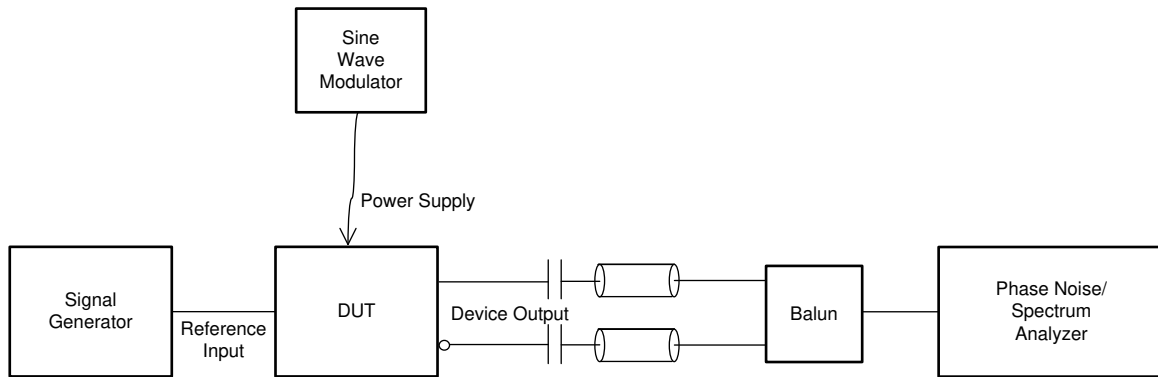 Sine
Wave
Modulator
Power Supply
Signal
Generator
Reference
Input
DUT
Device Output
Balun
Phase Noise/
Spectrum
Analyzer